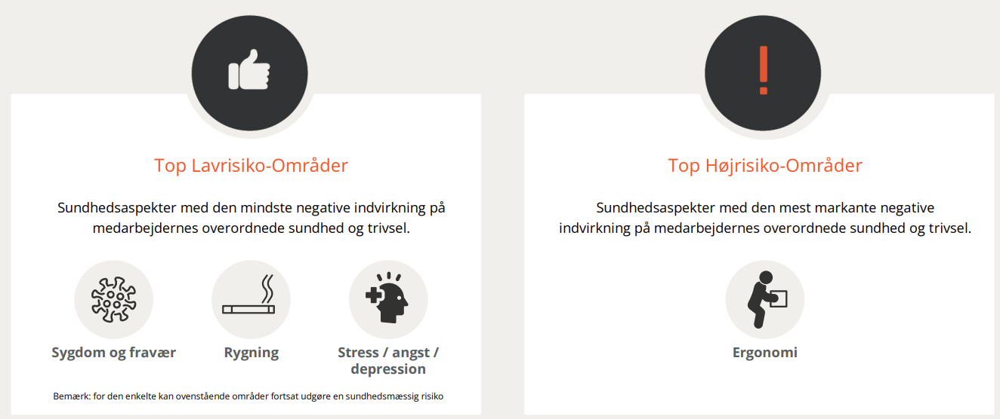 Top Lavrisiko-Områder
Sundhedsaspekter med den mindste negative indvirkning på
medarbejdernes overordnede sundhed og trivsel.
Sygdom og fravær
Rygning
Stress / angst /
depression
Bemærk: for den enkelte kan ovenstående områder fortsat udgøre en sundhedsmæssig risiko
Top Højrisiko-Områder
Sundhedsaspekter med den mest markante negative
indvirkning på medarbejdernes overordnede sundhed og trivsel.
Ergonomi